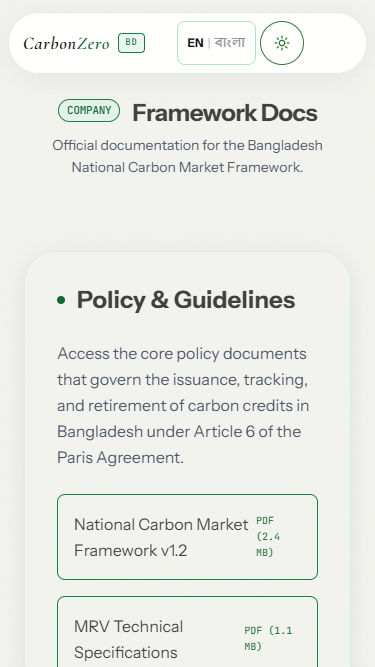 CarbonZero BD EN | বাংলা
COMPANY Framework Docs
Official documentation for the Bangladesh
National Carbon Market Framework.
Policy & Guidelines
Access the core policy documents
that govern the issuance, tracking,
and retirement of carbon credits in
Bangladesh under Article 6 of the
Paris Agreement.
National Carbon Market
Framework v1.2
PDF
(2.4
MB)
MRV Technical
Specifications
PDF (1.1
MB)